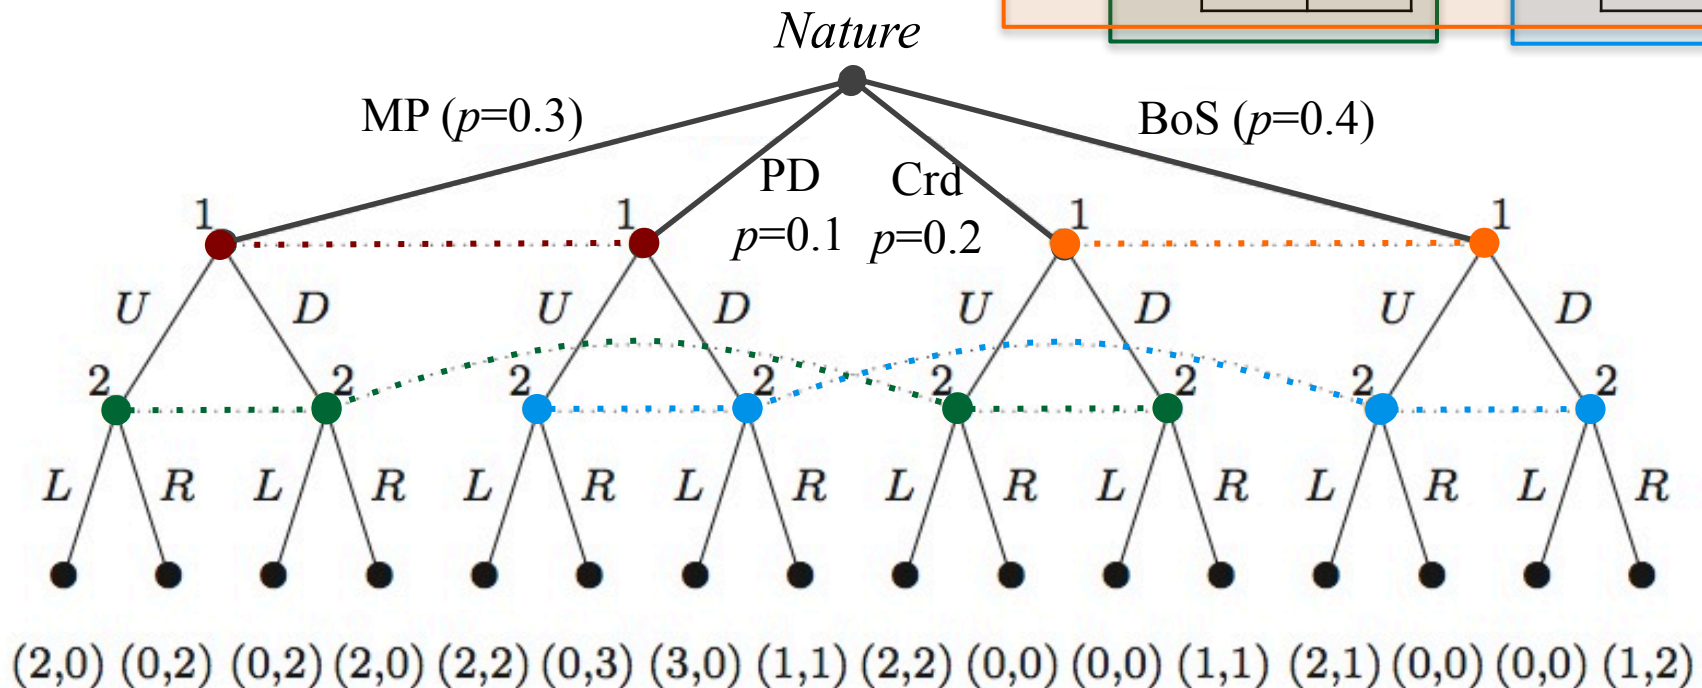 Nature
MP (p=0.3)
BoS (p=0.4)
PD
p=0.1
Crd
p=0.2
1 1 1 1
U D U D U D U D
2 2 2 2 2 2 2 2
L R L R L R L R L R L R L R L R
(2,0) (0,2) (0,2) (2,0) (2,2) (0,3) (3,0) (1,1) (2,2) (0,0) (0,0) (1,1) (2,1) (0,0) (0,0) (1,2)